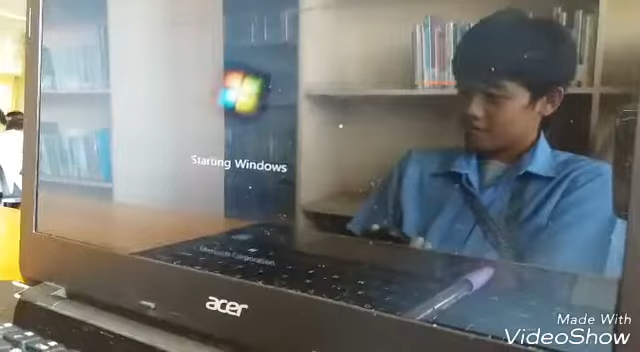 Starting Windows
Microsoft Corporation
acer
Made With
VideoShow